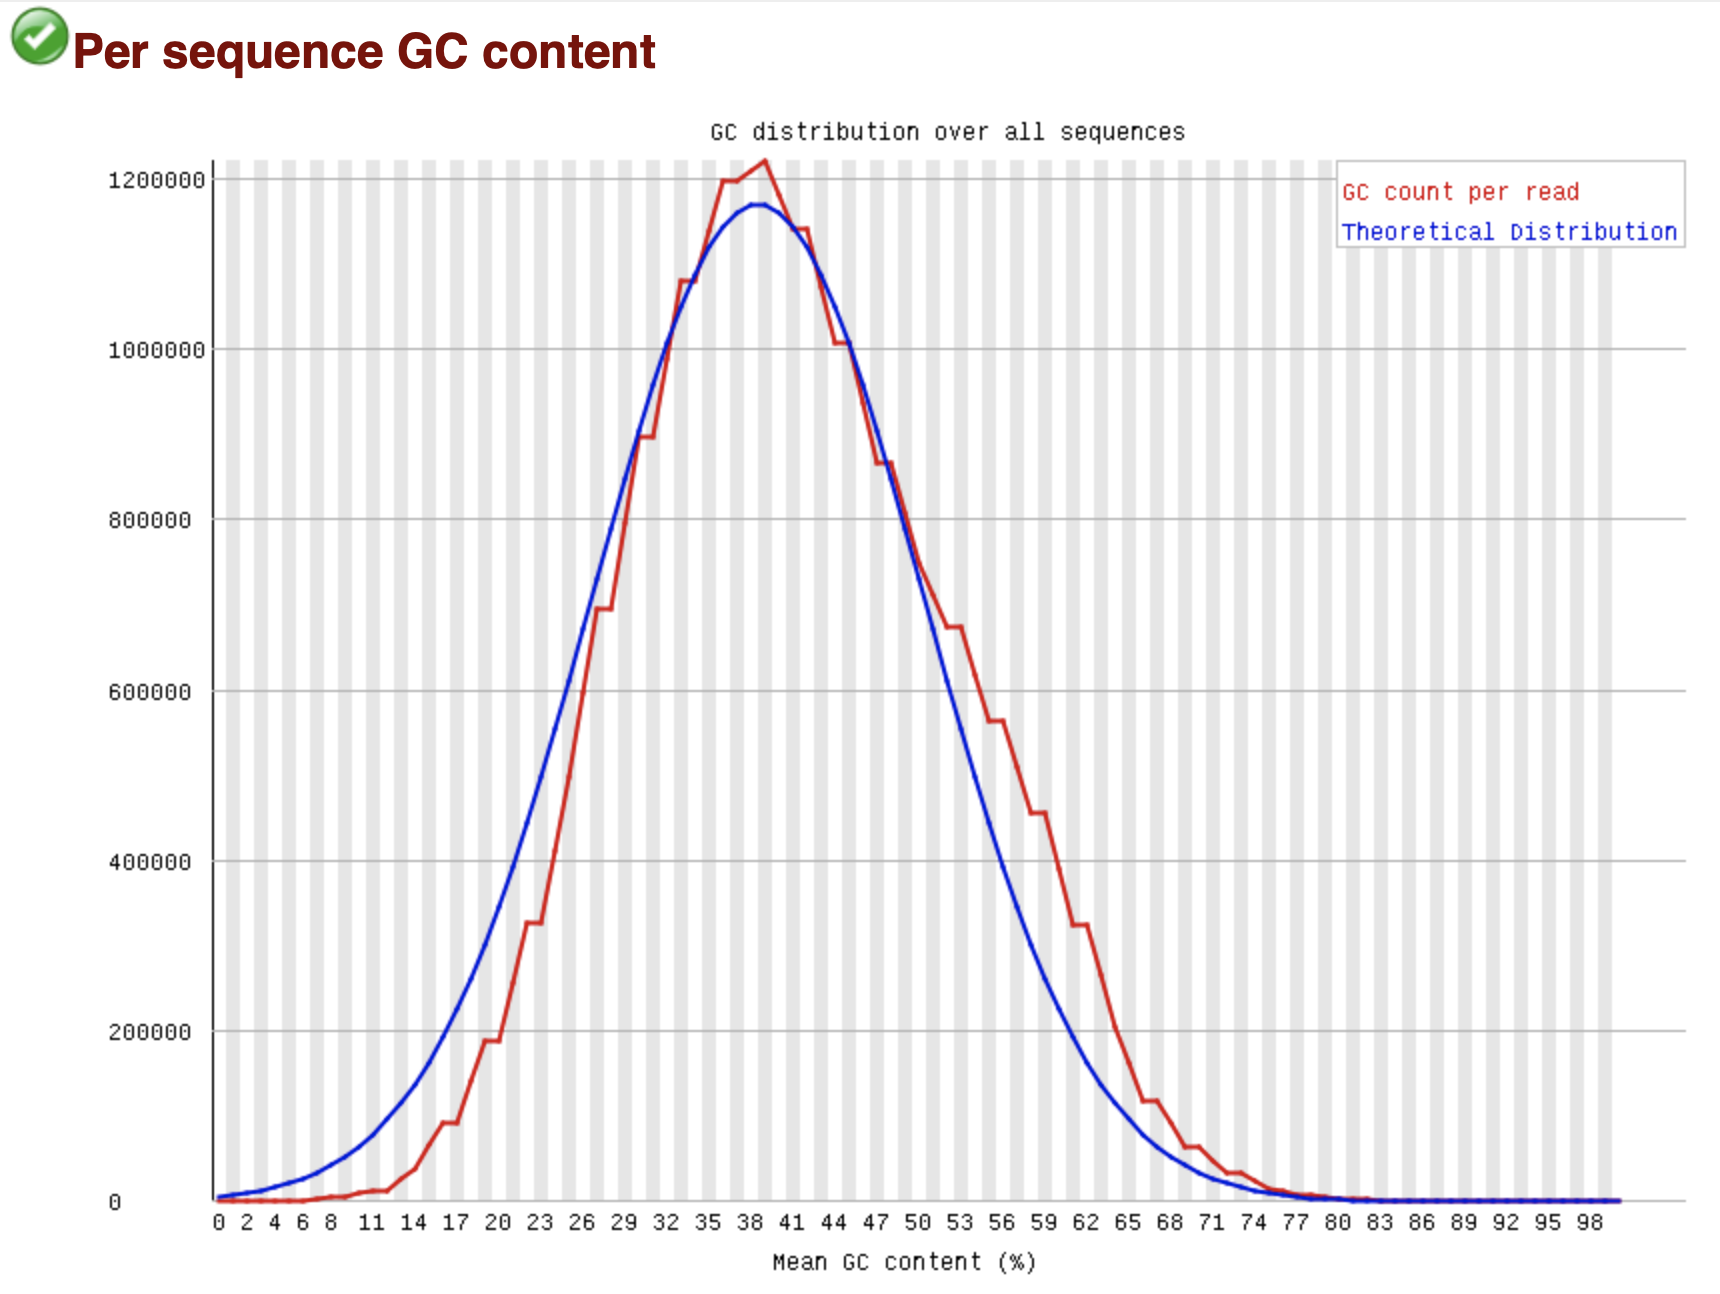 Per sequence GC content
GC distribution over all sequences
GC count per read
Theoretical Distribution
1200000
1000000
800000
600000
400000
200000
0
0 2 4 6 8 11 14 17 20 23 26 29 32 35 38 41 44 47 50 53 56 59 62 65 68 71 74 77 80 83 86 89 92 95 98
Mean GC content (%)